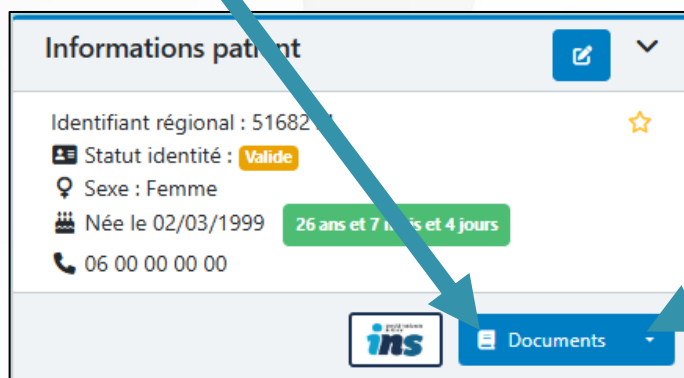 Informations patient
Identifiant régional : 51682
Statut identité : Valide
Sexe : Femme
Née le 02/03/1999 26 ans et 7 mois et 4 jours
06 00 00 00 00
ins Documents